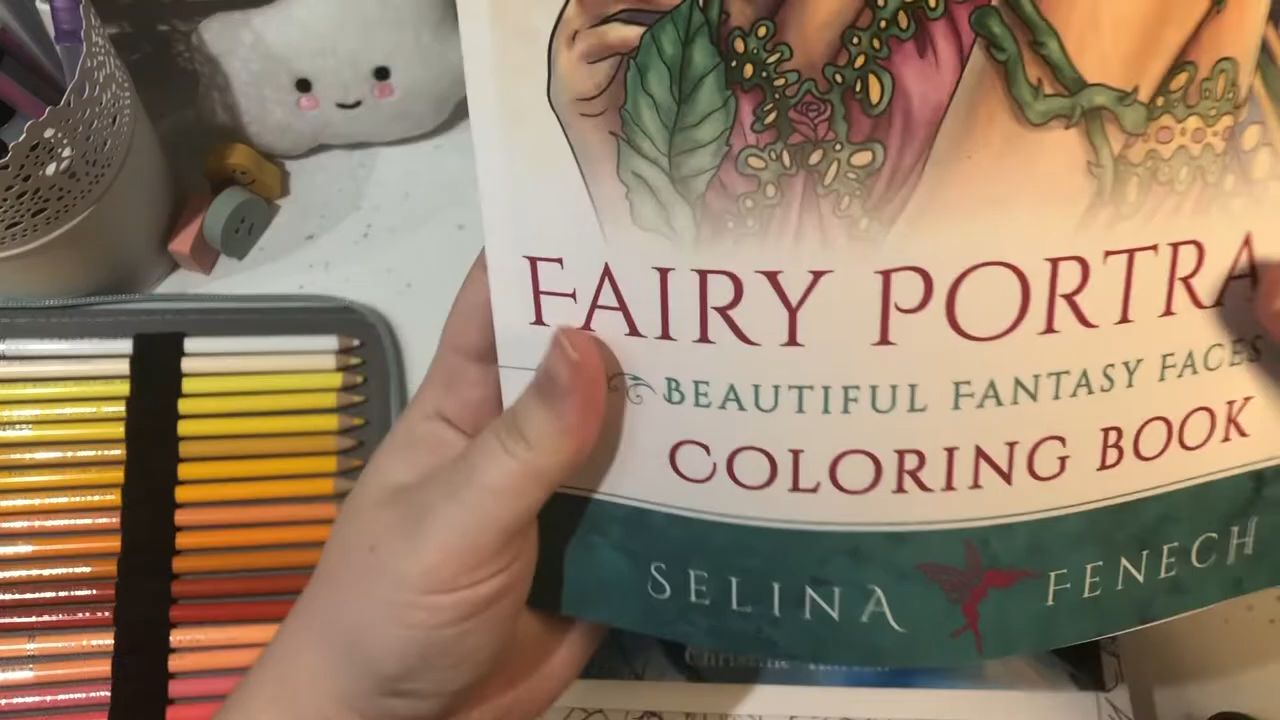 FAIRY PORTRA
BEAUTIFUL FANTASY FACES
COLORING BOOK
SELINA FENECH